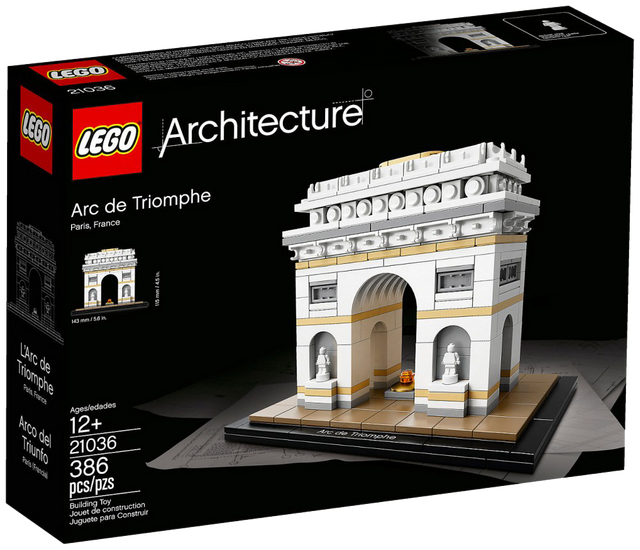 LEGO
21036
LEGO
LEGO
Architecture
Arc de Triomphe
Paris, France
143 mm / 5.6 in.
115 mm / 4.5 in.
L'Arc de
Triomphe
Paris, France
Arco del
Triunfo
París (Francia)
Ages/edades
12+
21036
386
pcs/pzs
Building Toy
Jouet de construction
Juguete para Construir
Arc de Triomphe